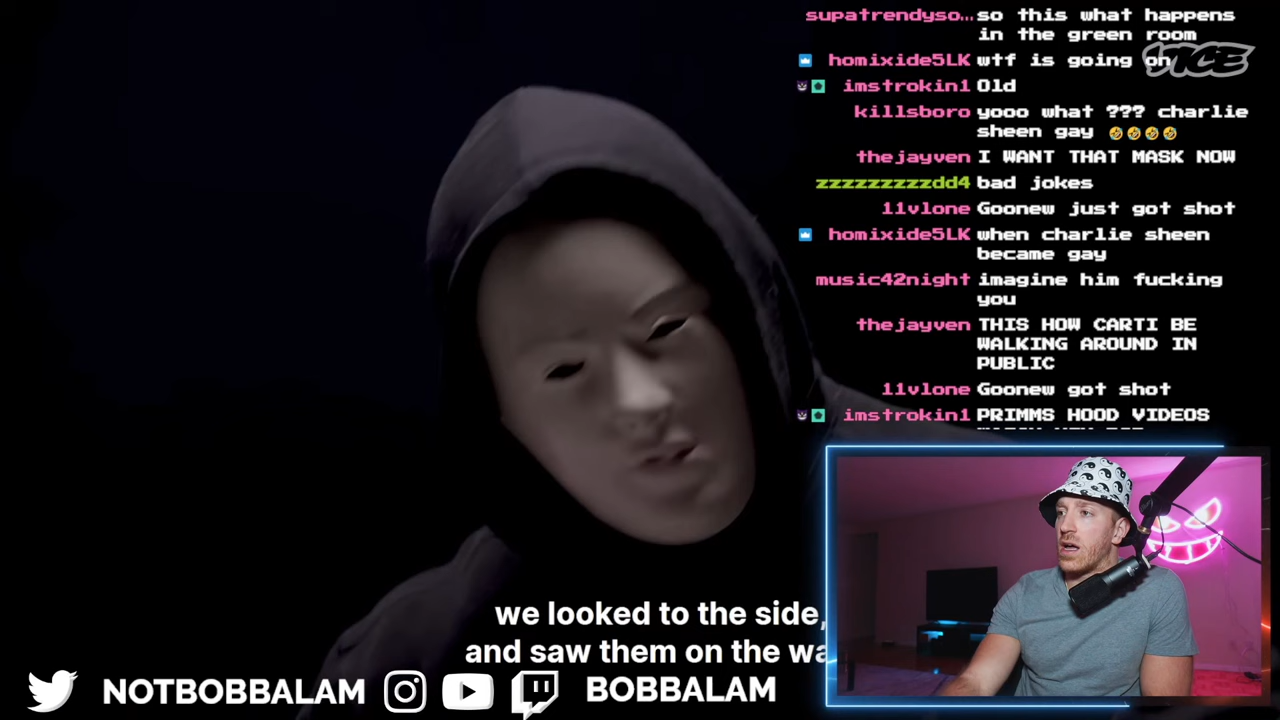 supatrendyso... so this what happens
in the green room
homixide5LK wtf is going on
VICE
imstrokin1 Old
killsboro yooo what ??? charlie
sheen gay 🤣🤣🤣🤣
thejayven I WANT THAT MASK NOW
zzzzzzzzzdd4 bad jokes
11vlone Goonew just got shot
homixide5LK when charlie sheen
became gay
music42night imagine him fucking
you
thejayven THIS HOW CARTI BE
WALKING AROUND IN
PUBLIC
11vlone Goonew got shot
imstrokin1 PRIMMS HOOD VIDEOS
we looked to the side,
and saw them on the wa
NOTBOBBALAM BOBBALAM